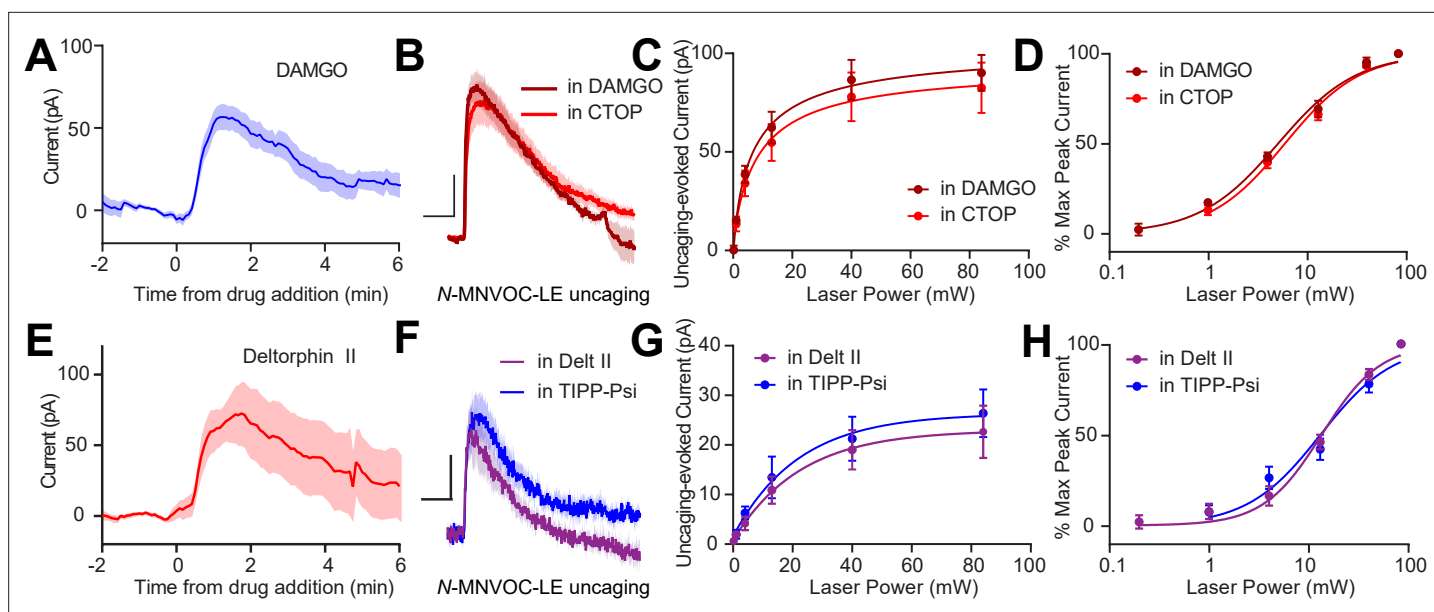 A
100
50
0
Current (pA)
DAMGO
-2
0
2
4
6
Time from drug addition (min)
B
in DAMGO
in CTOP
N-MNVOC-LE uncaging
C
100
50
0
Uncaging-evoked Current (pA)
in DAMGO
in CTOP
0
20
40
60
80
100
Laser Power (mW)
D
100
50
0
% Max Peak Current
in DAMGO
in CTOP
0.1
1
10
100
Laser Power (mW)
E
100
50
0
Current (pA)
Deltorphin II
-2
0
2
4
6
Time from drug addition (min)
F
in Delt II
in TIPP-Psi
N-MNVOC-LE uncaging
G
40
30
20
10
0
Uncaging-evoked Current (pA)
in Delt II
in TIPP-Psi
0
20
40
60
80
100
Laser Power (mW)
H
100
50
0
% Max Peak Current
in Delt II
in TIPP-Psi
0.1
1
10
100
Laser Power (mW)